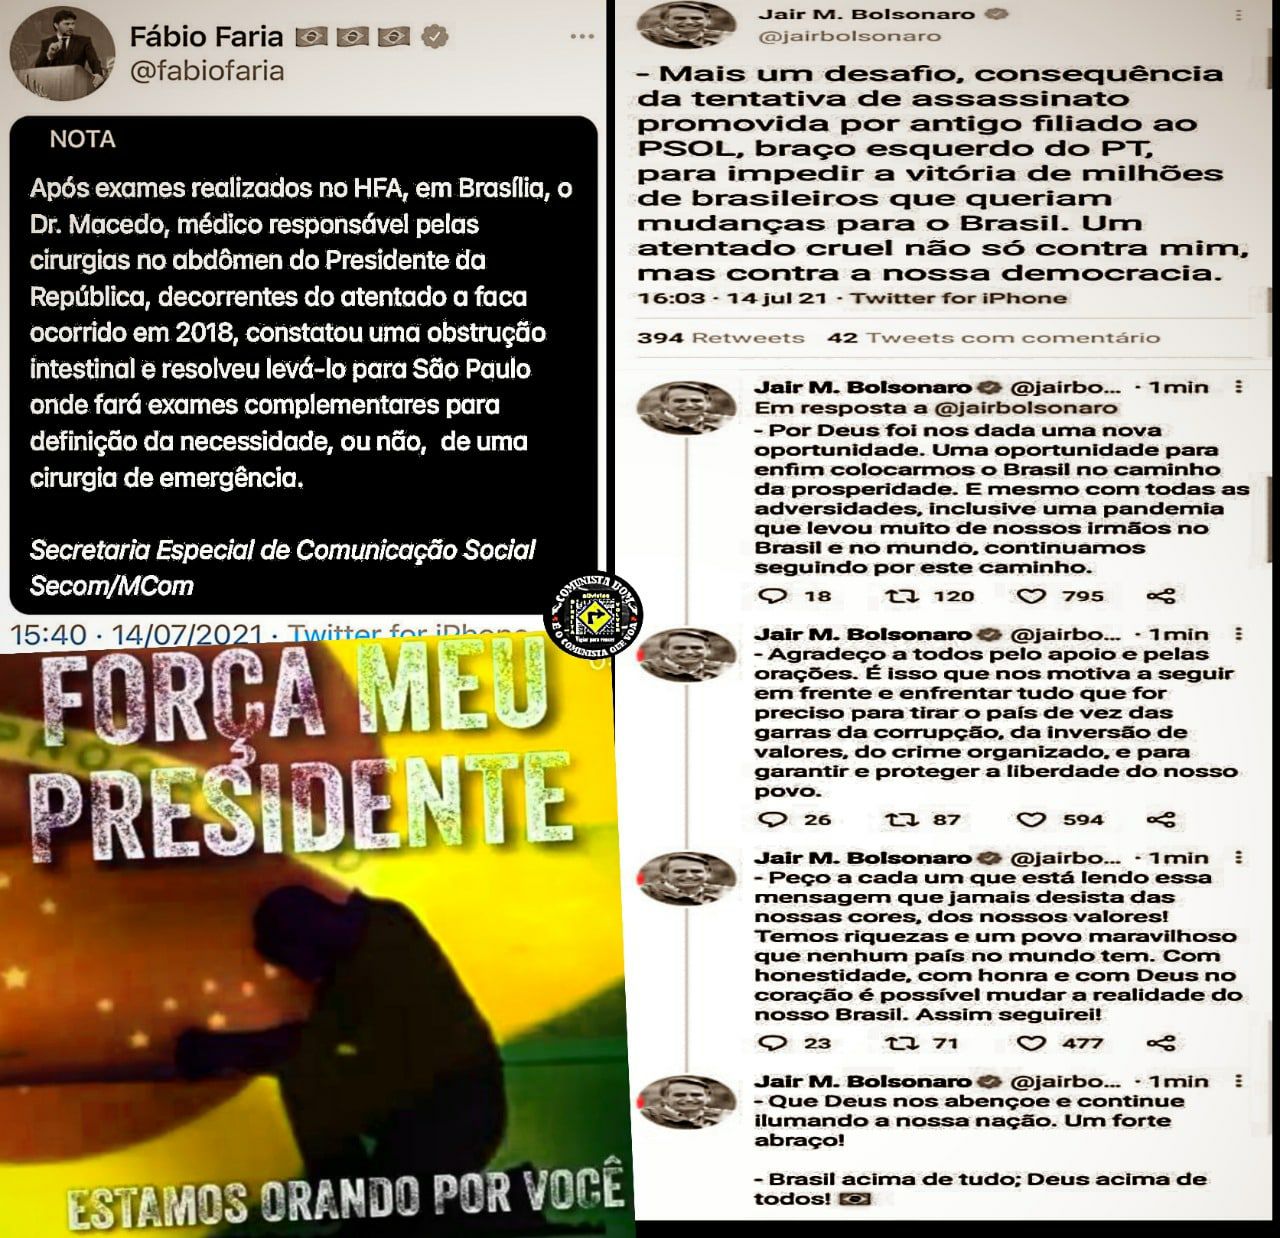 Fábio Faria
@fabiofaria
NOTA
Após exames realizados no HFA, em Brasília, o
Dr. Macedo, médico responsável pelas
cirurgias no abdômen do Presidente da
República, decorrentes do atentado a faca
ocorrido em 2018, constatou uma obstrução
intestinal e resolveu levá-lo para São Paulo
onde fará exames complementares para
definição da necessidade, ou não, de uma
cirurgia de emergência.
Secretaria Especial de Comunicação Social
Secom/MCom
15:40 · 14/07/2021 · Twitter for iPhone
COMUNISTA BOM
É O COMUNISTA QUE VOA
FORÇA MEU
PRESIDENTE
ESTAMOS ORANDO POR VOCÊ
Jair M. Bolsonaro
@jairbolsonaro
- Mais um desafio, consequência
da tentativa de assassinato
promovida por antigo filiado ao
PSOL, braço esquerdo do PT,
para impedir a vitória de milhões
de brasileiros que queriam
mudanças para o Brasil. Um
atentado cruel não só contra mim,
mas contra a nossa democracia.
16:03 · 14 jul 21 · Twitter for iPhone
394 Retweets 42 Tweets com comentário
Jair M. Bolsonaro @jairbo... · 1min
Em resposta a @jairbolsonaro
- Por Deus foi nos dada uma nova
oportunidade. Uma oportunidade para
enfim colocarmos o Brasil no caminho
da prosperidade. E mesmo com todas as
adversidades, inclusive uma pandemia
que levou muito de nossos irmãos no
Brasil e no mundo, continuamos
seguindo por este caminho.
18 120 795
Jair M. Bolsonaro @jairbo... · 1min
- Agradeço a todos pelo apoio e pelas
orações. É isso que nos motiva a seguir
em frente e enfrentar tudo que for
preciso para tirar o país de vez das
garras da corrupção, da inversão de
valores, do crime organizado, e para
garantir e proteger a liberdade do nosso
povo.
26 87 594
Jair M. Bolsonaro @jairbo... · 1min
- Peço a cada um que está lendo essa
mensagem que jamais desista das
nossas cores, dos nossos valores!
Temos riquezas e um povo maravilhoso
que nenhum país no mundo tem. Com
honestidade, com honra e com Deus no
coração é possível mudar a realidade do
nosso Brasil. Assim seguirei!
23 71 477
Jair M. Bolsonaro @jairbo... · 1min
- Que Deus nos abençoe e continue
ilumando a nossa nação. Um forte
abraço!
- Brasil acima de tudo; Deus acima de
todos!